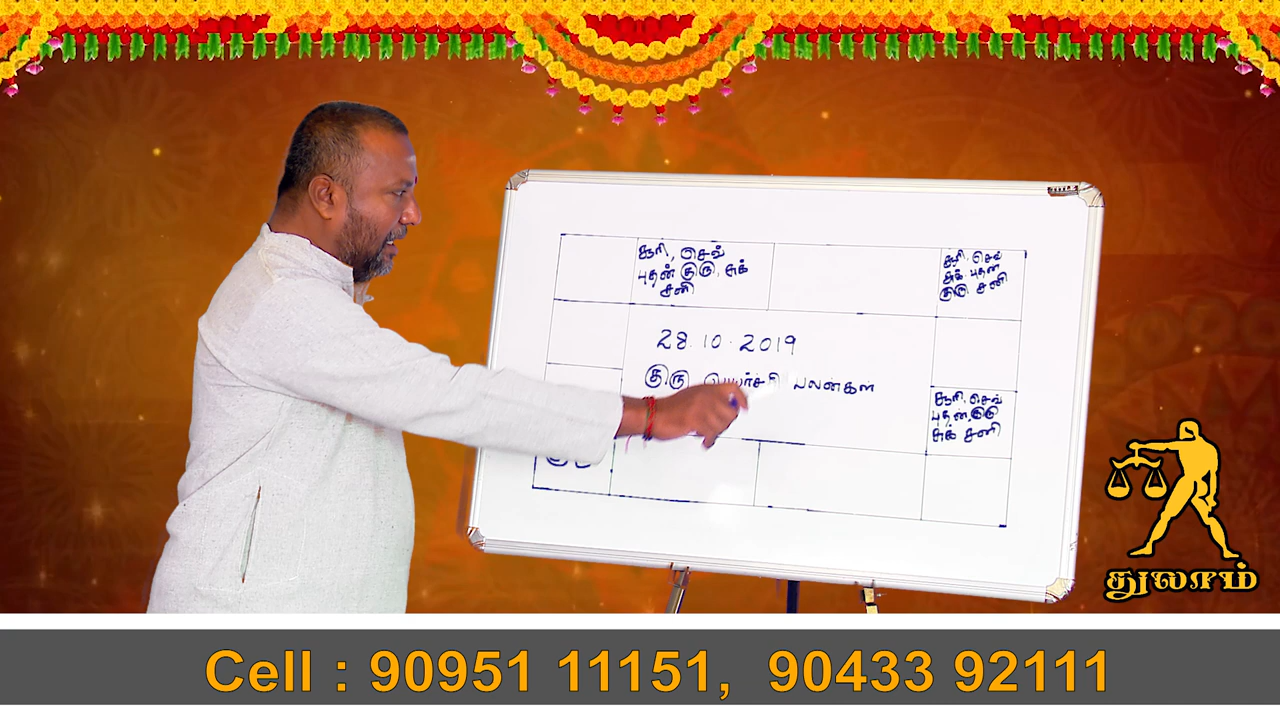 சூரி, செவ்
புதன் குரு, சுக்
சனி
சூரி. செவ்
சுக் புதன்
குரு சனி
28.10.2019
குரு பெயர்ச்சி பலன்கள்
சூரி. செவ்
புதன் குரு
சுக் சனி
துலாம்
Cell : 90951 11151, 90433 92111